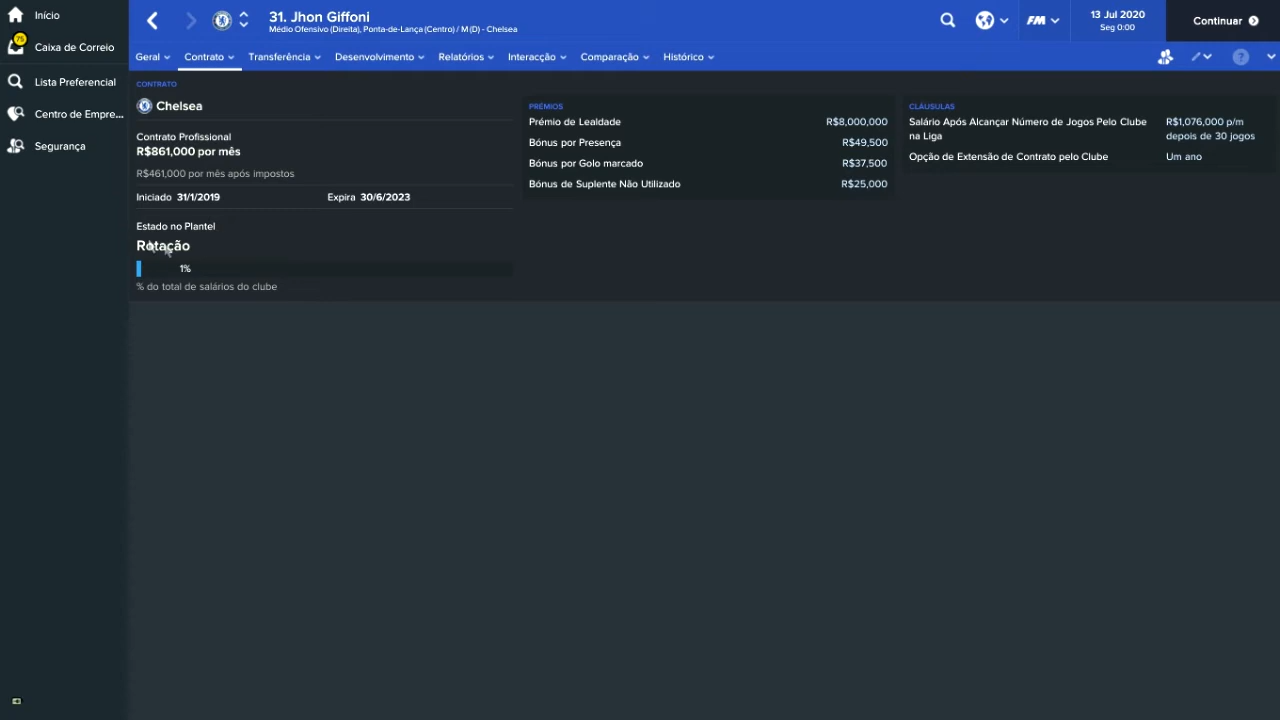 Início
75
Caixa de Correio
Lista Preferencial
Centro de Empre...
Segurança
31. Jhon Giffoni
Médio Ofensivo (Direita), Ponta-de-Lança (Centro) / M (D) - Chelsea
FM
13 Jul 2020
Seg 0:00
Continuar
Geral
Contrato
Transferência
Desenvolvimento
Relatórios
Interacção
Comparação
Histórico
?
CONTRATO
Chelsea
Contrato Profissional
R$861,000 por mês
R$461,000 por mês após impostos
Iniciado 31/1/2019 Expira 30/6/2023
Estado no Plantel
Rotação
1%
% do total de salários do clube
PRÉMIOS
Prémio de Lealdade R$8,000,000
Bónus por Presença R$49,500
Bónus por Golo marcado R$37,500
Bónus de Suplente Não Utilizado R$25,000
CLÁUSULAS
Salário Após Alcançar Número de Jogos Pelo Clube R$1,076,000 p/m
na Liga depois de 30 jogos
Opção de Extensão de Contrato pelo Clube Um ano